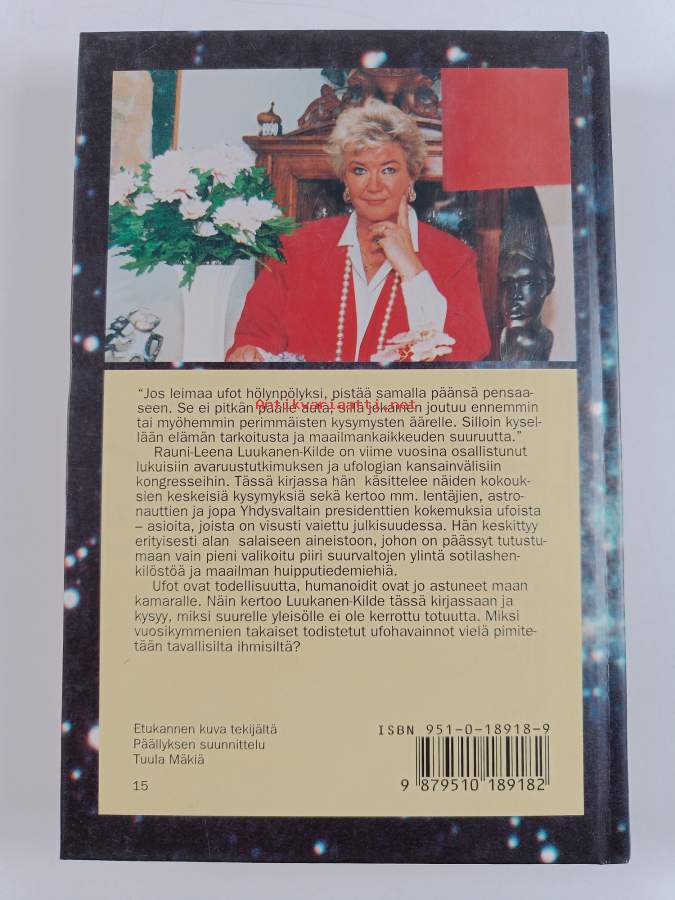 "Jos leimaa ufot hölynpölyksi, pistää samalla päänsä pensaa-
seen. Se ei pitkän päälle auta, sillä jokainen joutuu ennemmin
Antikvariaatti.net
tai myöhemmin perimmäisten kysymysten äärelle. Silloin kysel-
lään elämän tarkoitusta ja maailmankaikkeuden suuruutta."
Rauni-Leena Luukanen-Kilde on viime vuosina osallistunut
lukuisiin avaruustutkimuksen ja ufologian kansainvälisiin
kongresseihin. Tässä kirjassa hän käsittelee näiden kokouk-
sien keskeisiä kysymyksiä sekä kertoo mm. lentäjien, astro-
nauttien ja jopa Yhdysvaltain presidenttien kokemuksia ufoista
– asioita, joista on visusti vaiettu julkisuudessa. Hän keskittyy
erityisesti alan salaiseen aineistoon, johon on päässyt tutustu-
maan vain pieni valikoitu piiri suurvaltojen ylintä sotilashen-
kilöstöä ja maailman huipputiedemiehiä.
Ufot ovat todellisuutta, humanoidit ovat jo astuneet maan
kamaralle. Näin kertoo Luukanen-Kilde tässä kirjassaan ja
kysyy, miksi suurelle yleisölle ei ole kerrottu totuutta. Miksi
vuosikymmenien takaiset todistetut ufohavainnot vielä pimite-
tään tavallisilta ihmisiltä?
Etukannen kuva tekijältä
Päällyksen suunnittelu
Tuula Mäkiä
15
ISBN 951-0-18918-9
9 879510 189182